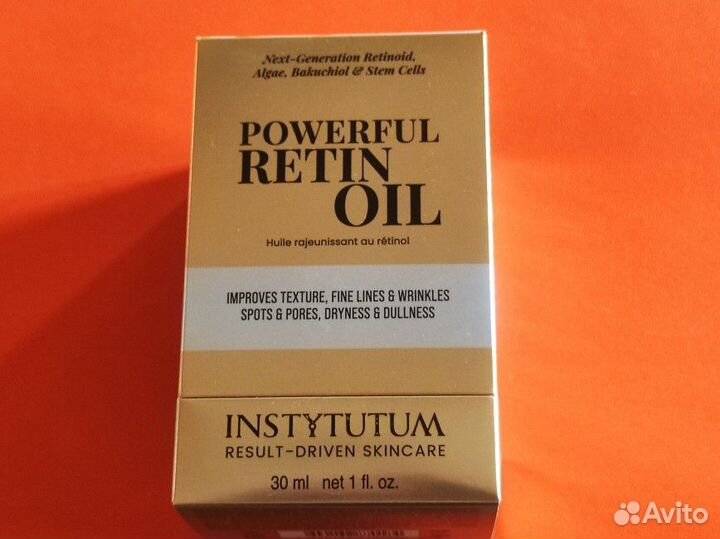 Next-Generation Retinoid,
Algae, Bakuchiol & Stem Cells
POWERFUL
RETIN
OIL
Huile rajeunissant au rétinol
IMPROVES TEXTURE, FINE LINES & WRINKLES
SPOTS & PORES, DRYNESS & DULLNESS
INSTYTUTUM
RESULT-DRIVEN SKINCARE
30 ml net 1 fl. oz.
Avito